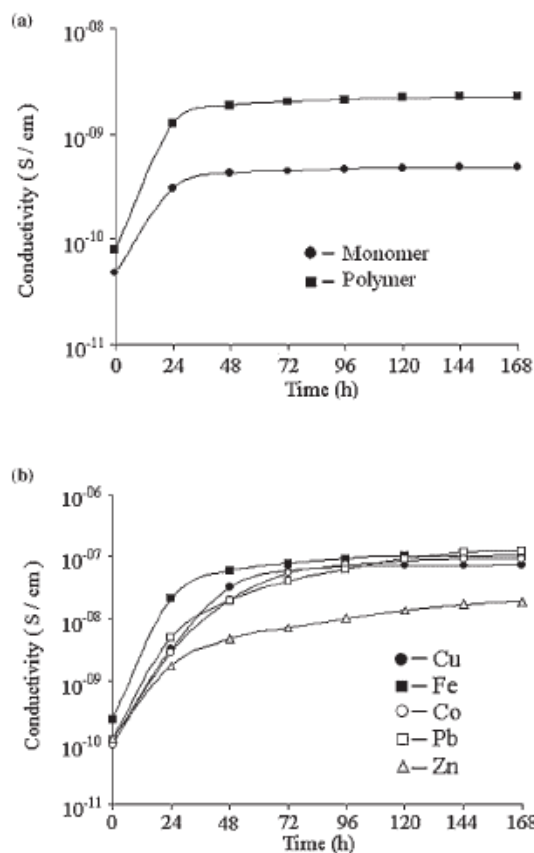 (a)
10-08
10-09
10-10
10-11
Conductivity ( S / cm )
Monomer
Polymer
0 24 48 72 96 120 144 168
Time (h)
(b)
10-06
10-07
10-08
10-09
10-10
10-11
Conductivity ( S / cm )
Cu
Fe
Co
Pb
Zn
0 24 48 72 96 120 144 168
Time (h)